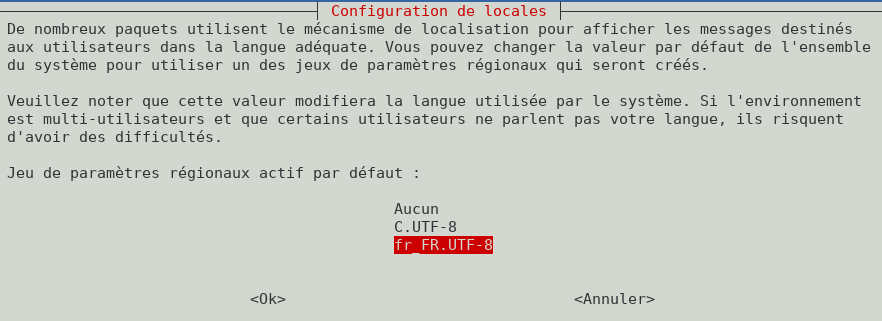 Configuration de locales
De nombreux paquets utilisent le mécanisme de localisation pour afficher les messages destinés
aux utilisateurs dans la langue adéquate. Vous pouvez changer la valeur par défaut de l'ensemble
du système pour utiliser un des jeux de paramètres régionaux qui seront créés.
Veuillez noter que cette valeur modifiera la langue utilisée par le système. Si l'environnement
est multi-utilisateurs et que certains utilisateurs ne parlent pas votre langue, ils risquent
d'avoir des difficultés.
Jeu de paramètres régionaux actif par défaut :
Aucun
C.UTF-8
fr_FR.UTF-8
<Ok> <Annuler>